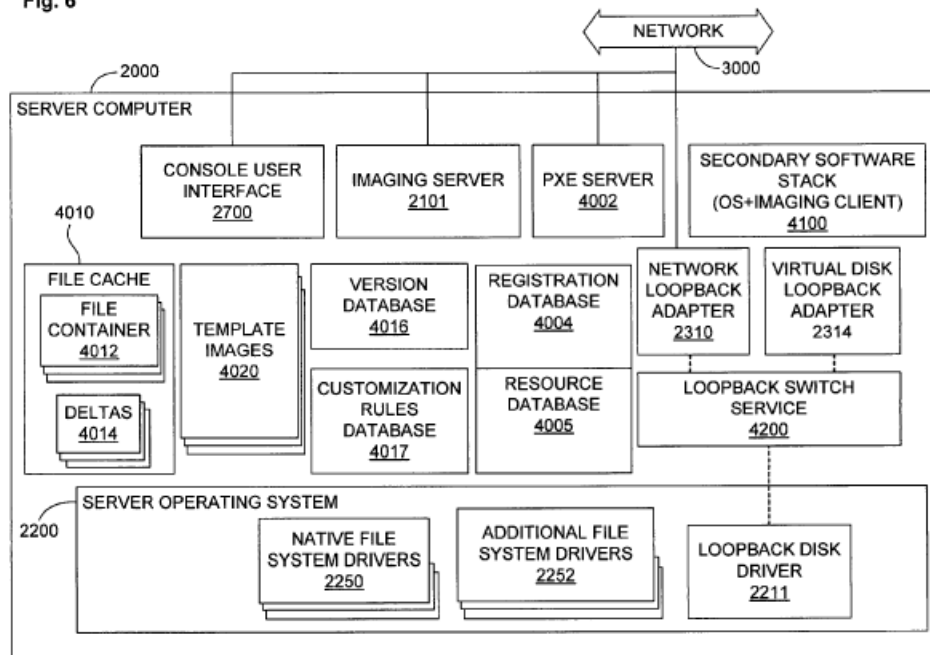 Fig. 6
NETWORK
3000
2000
SERVER COMPUTER
CONSOLE USER
INTERFACE
2700
IMAGING SERVER
2101
PXE SERVER
4002
SECONDARY SOFTWARE
STACK
(OS+IMAGING CLIENT)
4100
4010
FILE CACHE
FILE
CONTAINER
4012
DELTAS
4014
TEMPLATE
IMAGES
4020
VERSION
DATABASE
4016
CUSTOMIZATION
RULES
DATABASE
4017
REGISTRATION
DATABASE
4004
RESOURCE
DATABASE
4005
NETWORK
LOOPBACK
ADAPTER
2310
VIRTUAL DISK
LOOPBACK
ADAPTER
2314
LOOPBACK SWITCH
SERVICE
4200
2200
SERVER OPERATING SYSTEM
NATIVE FILE
SYSTEM DRIVERS
2250
ADDITIONAL FILE
SYSTEM DRIVERS
2252
LOOPBACK DISK
DRIVER
2211